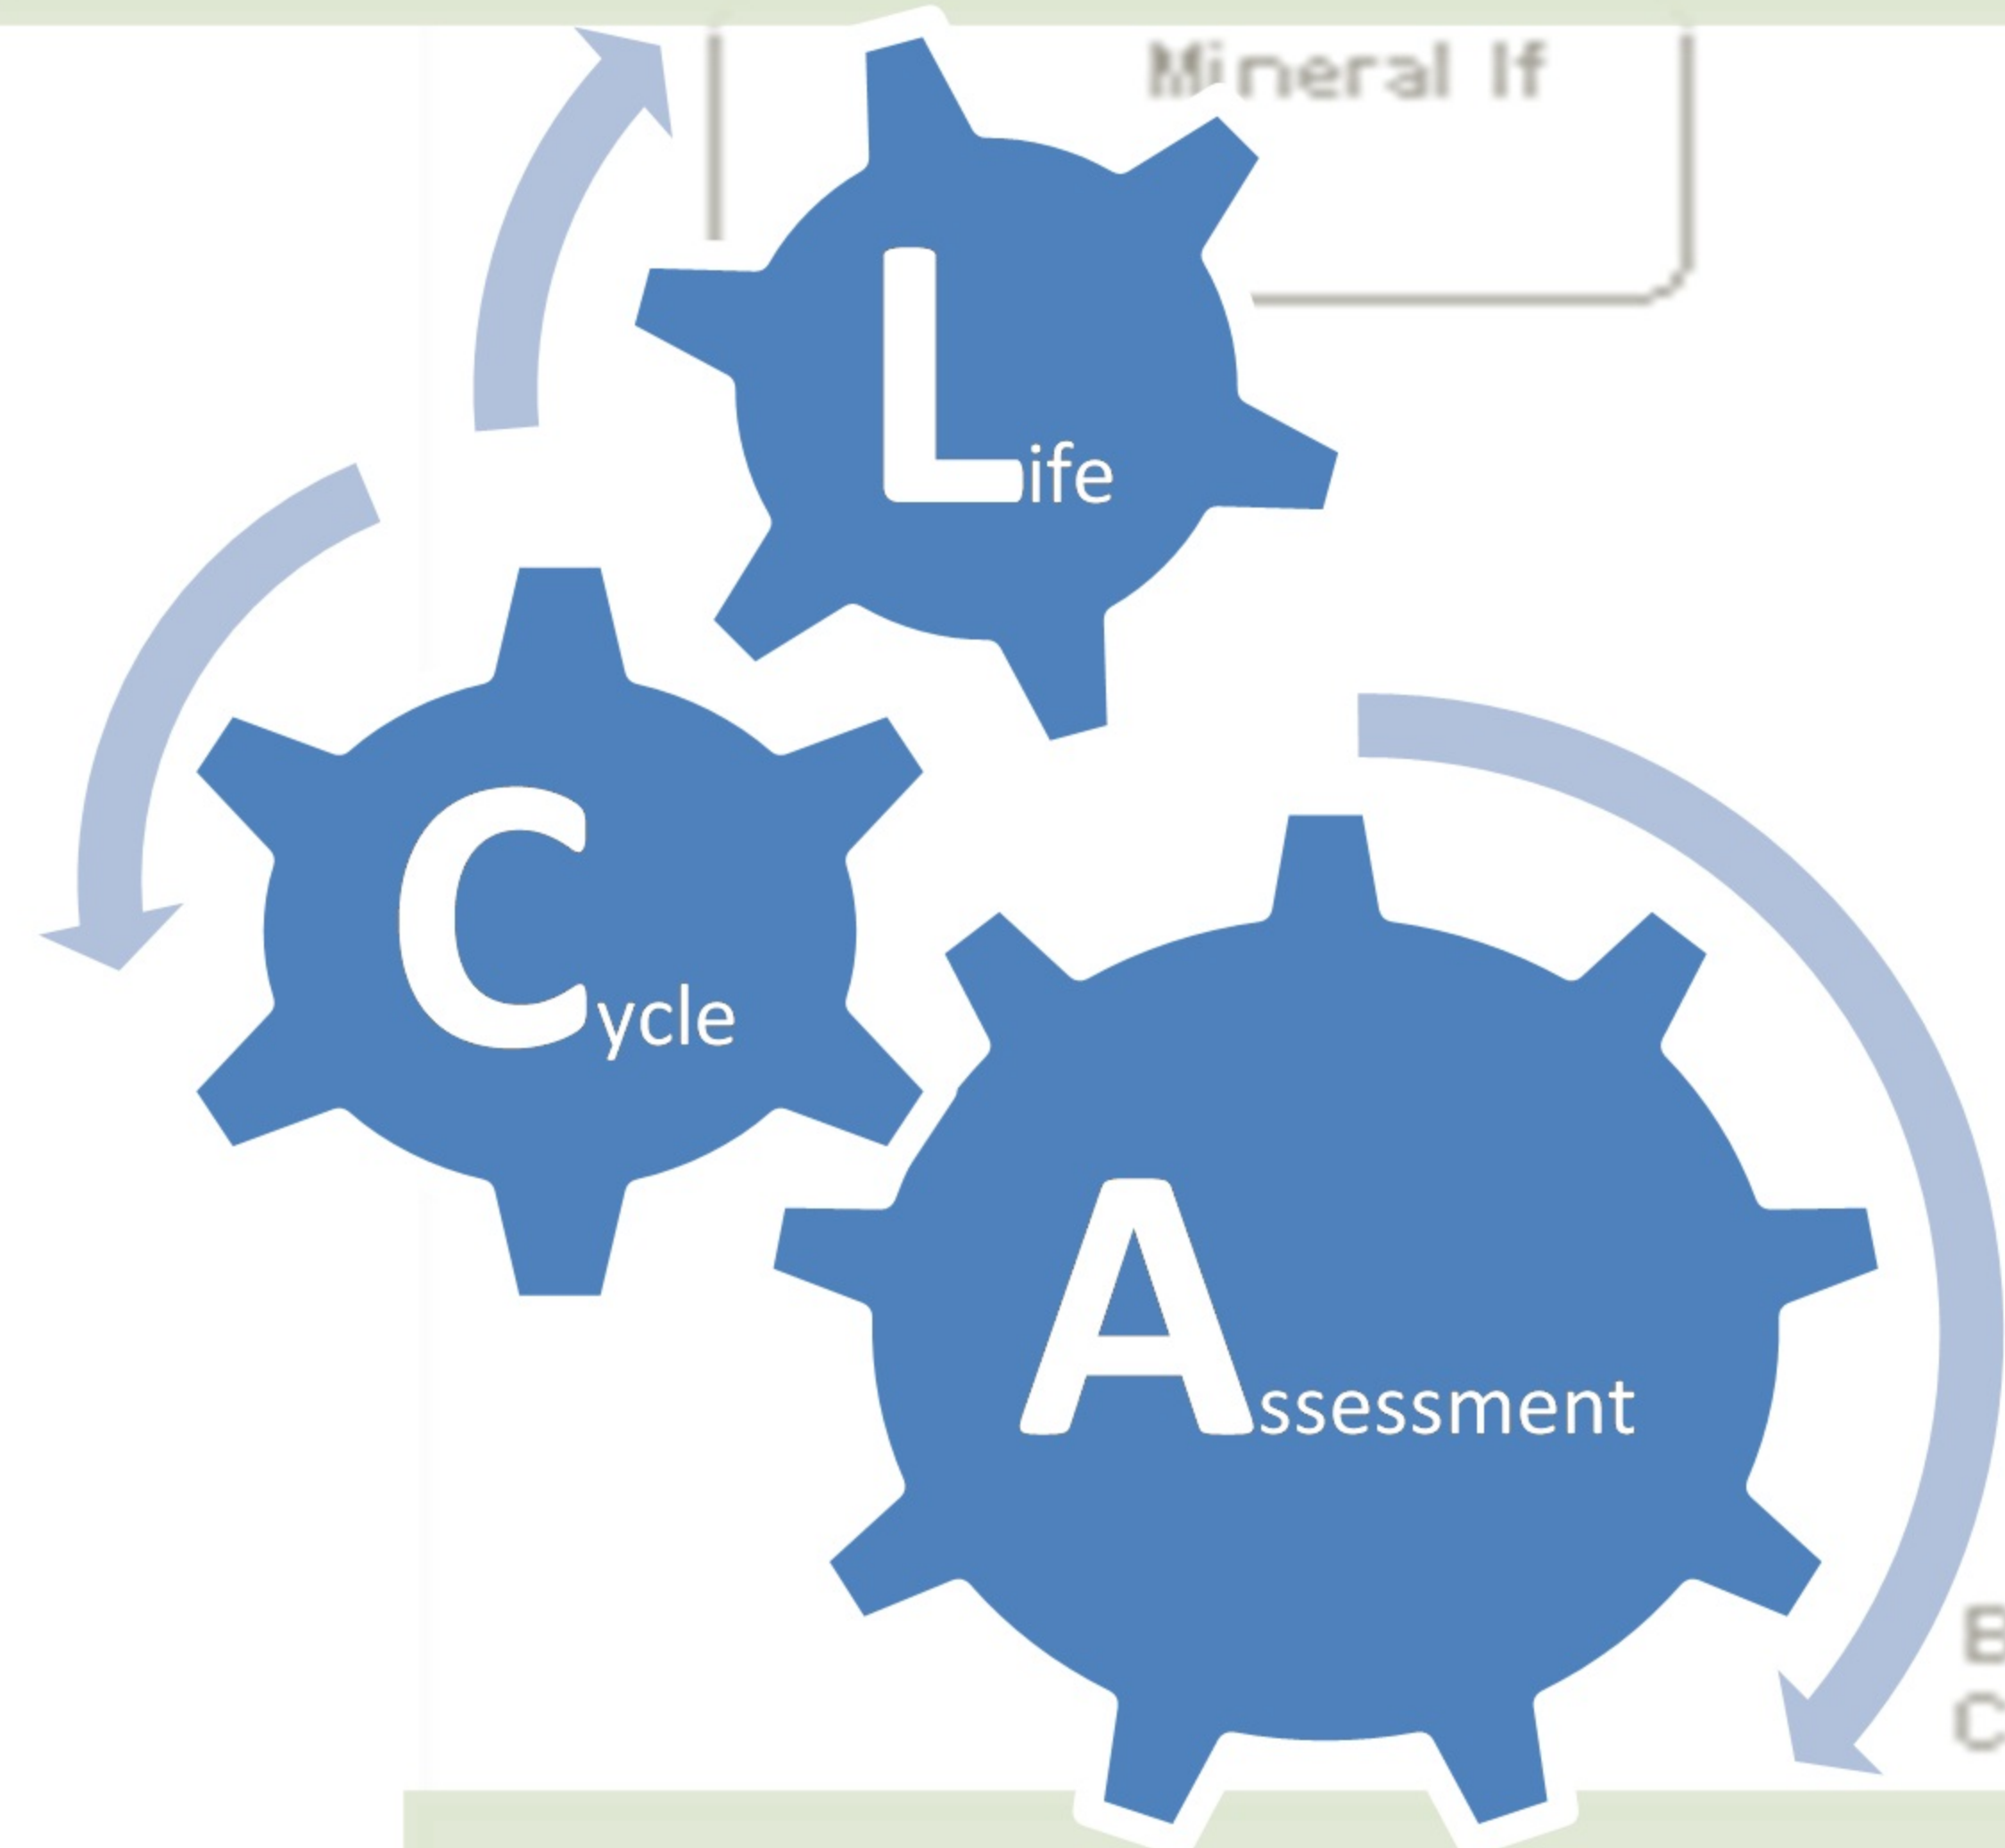 Mineral If
Life
Cycle
Assessment
B
C